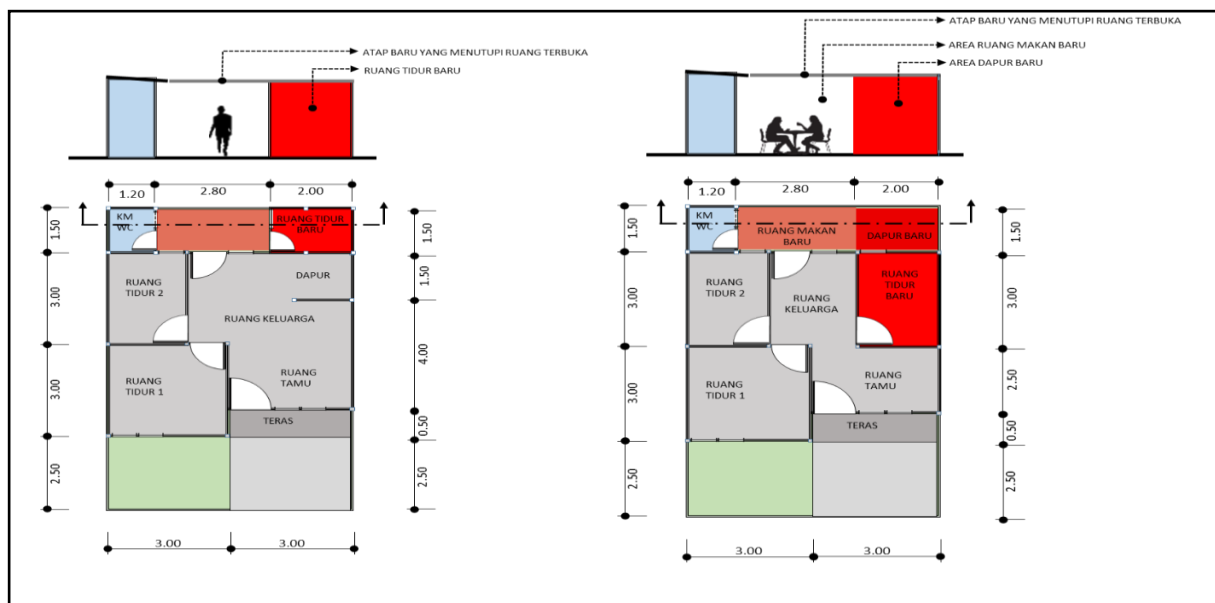 ATAP BARU YANG MENUTUPI RUANG TERBUKA
RUANG TIDUR BARU
1.20
2.80
2.00
KM
WC
RUANG TIDUR
BARU
1.50
1.50
DAPUR
1.50
RUANG
TIDUR 2
3.00
RUANG KELUARGA
4.00
RUANG
TIDUR 1
3.00
RUANG
TAMU
TERAS
0.50
2.50
2.50
3.00
3.00
ATAP BARU YANG MENUTUPI RUANG TERBUKA
AREA RUANG MAKAN BARU
AREA DAPUR BARU
1.20
2.80
2.00
KM
WC
RUANG MAKAN
BARU
DAPUR BARU
1.50
1.50
RUANG
TIDUR 2
3.00
RUANG
KELUARGA
RUANG
TIDUR
BARU
3.00
RUANG
TIDUR 1
3.00
RUANG
TAMU
2.50
TERAS
0.50
2.50
2.50
3.00
3.00